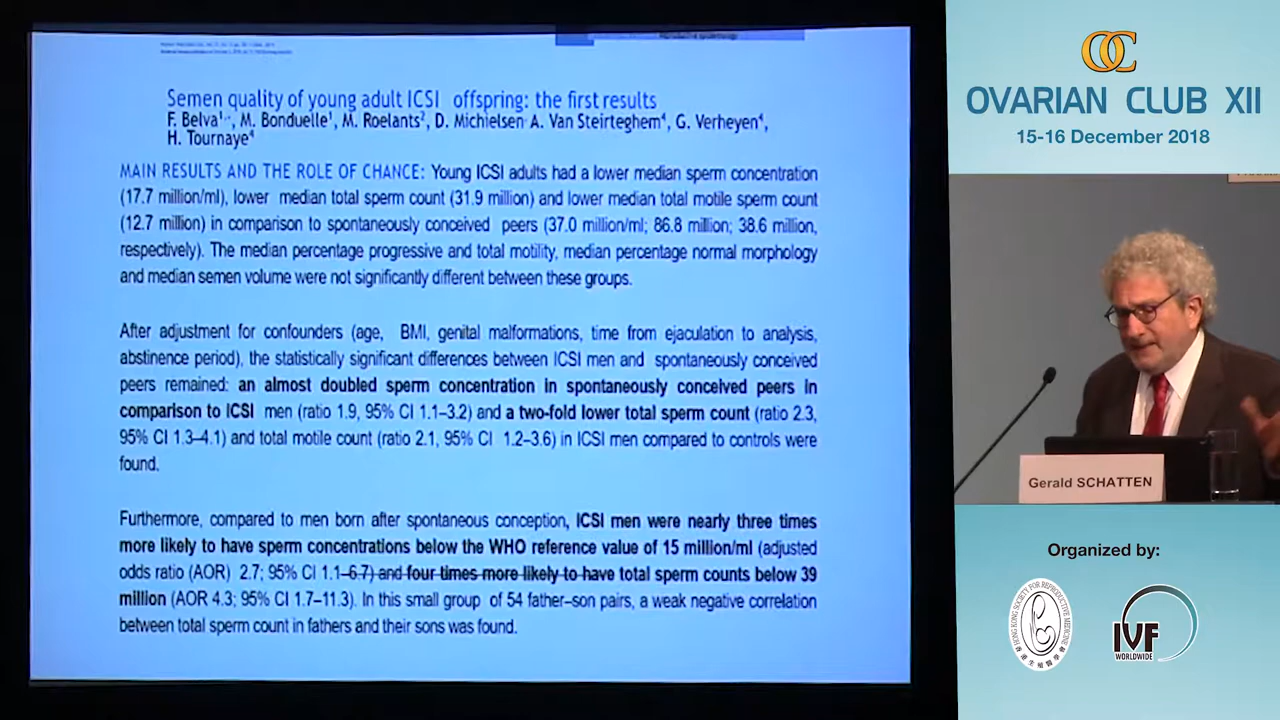 Semen quality of young adult ICSI offspring: the first results
F. Belva¹·*, M. Bonduelle¹, M. Roelants², D. Michielsen A. Van Steirteghem⁴, G. Verheyen⁴,
H. Tournaye⁴
MAIN RESULTS AND THE ROLE OF CHANCE: Young ICSI adults had a lower median sperm concentration
(17.7 million/ml), lower median total sperm count (31.9 million) and lower median total motile sperm count
(12.7 million) in comparison to spontaneously conceived peers (37.0 million/ml; 86.8 million; 38.6 million,
respectively). The median percentage progressive and total motility, median percentage normal morphology
and median semen volume were not significantly different between these groups.
After adjustment for confounders (age, BMI, genital malformations, time from ejaculation to analysis,
abstinence period), the statistically significant differences between ICSI men and spontaneously conceived
peers remained: an almost doubled sperm concentration in spontaneously conceived peers in
comparison to ICSI men (ratio 1.9, 95% CI 1.1–3.2) and a two-fold lower total sperm count (ratio 2.3,
95% CI 1.3–4.1) and total motile count (ratio 2.1, 95% CI 1.2–3.6) in ICSI men compared to controls were
found.
Furthermore, compared to men born after spontaneous conception, ICSI men were nearly three times
more likely to have sperm concentrations below the WHO reference value of 15 million/ml (adjusted
odds ratio (AOR) 2.7; 95% CI 1.1–6.7) and four times more likely to have total sperm counts below 39
million (AOR 4.3; 95% CI 1.7–11.3). In this small group of 54 father–son pairs, a weak negative correlation
between total sperm count in fathers and their sons was found.
OC
OVARIAN CLUB XII
15-16 December 2018
Gerald SCHATTEN
Organized by:
HONG KONG SOCIETY FOR REPRODUCTIVE MEDICINE
香港生殖醫學會
IVF
WORLDWIDE